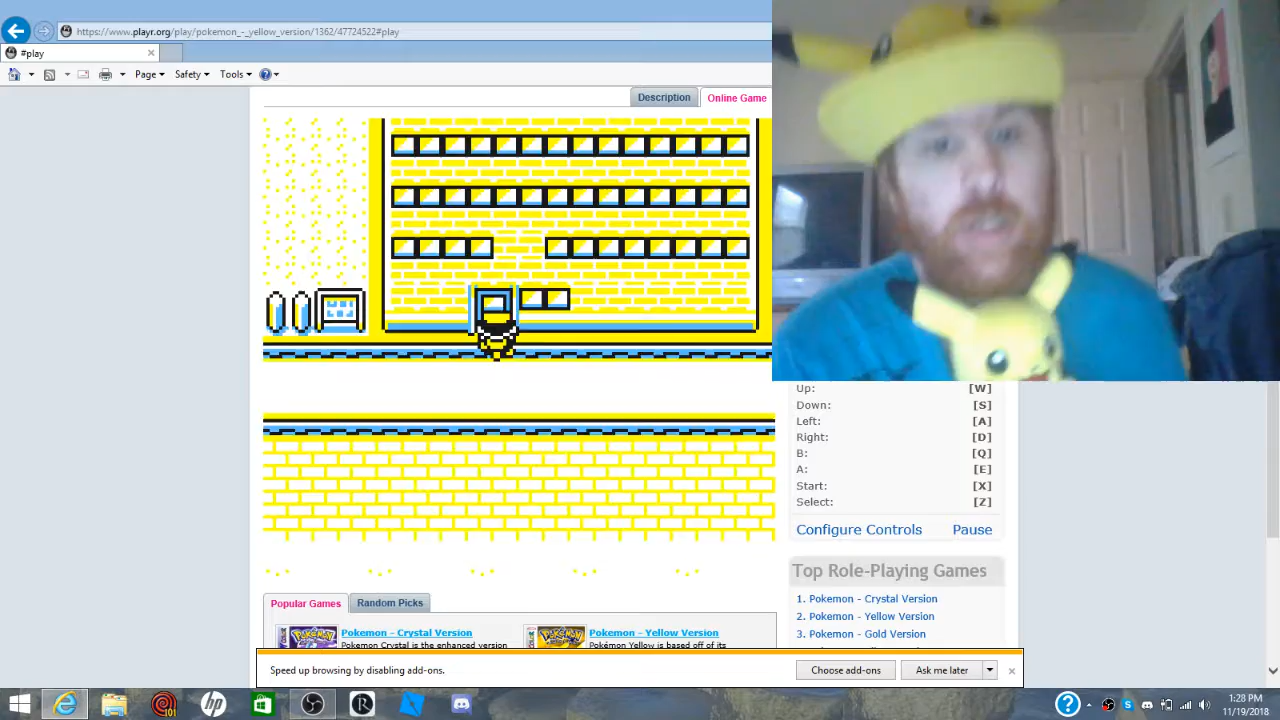 https://www.playr.org/play/pokemon_-_yellow_version/1362/47724522#play
#play
Page Safety Tools
Description Online Game
Up: [W]
Down: [S]
Left: [A]
Right: [D]
B: [Q]
A: [E]
Start: [X]
Select: [Z]
Configure Controls Pause
Top Role-Playing Games
1. Pokemon - Crystal Version
2. Pokemon - Yellow Version
3. Pokemon - Gold Version
Popular Games Random Picks
Pokemon - Crystal Version
Pokémon Crystal is the enhanced version
Pokemon - Yellow Version
Pokémon Yellow is based off of its
Speed up browsing by disabling add-ons.
Choose add-ons Ask me later
101
hp
R
1:28 PM
11/19/2018